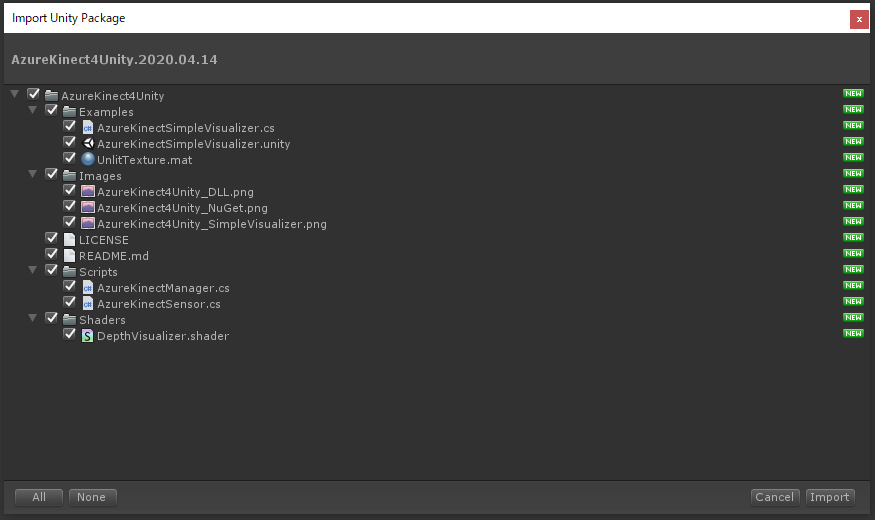 Import Unity Package
x
AzureKinect4Unity.2020.04.14
AzureKinect4Unity NEW
Examples NEW
c# AzureKinectSimpleVisualizer.cs NEW
AzureKinectSimpleVisualizer.unity NEW
UnlitTexture.mat NEW
Images NEW
AzureKinect4Unity_DLL.png NEW
AzureKinect4Unity_NuGet.png NEW
AzureKinect4Unity_SimpleVisualizer.png NEW
LICENSE NEW
README.md NEW
Scripts NEW
c# AzureKinectManager.cs NEW
c# AzureKinectSensor.cs NEW
Shaders NEW
S DepthVisualizer.shader NEW
All None Cancel Import